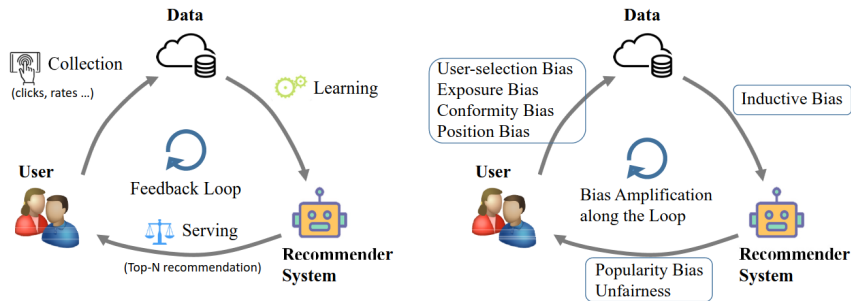 Data
Collection
(clicks, rates ...)
Learning
User
Feedback Loop
Serving
(Top-N recommendation)
Recommender
System
Data
User-selection Bias
Exposure Bias
Conformity Bias
Position Bias
Inductive Bias
User
Bias Amplification
along the Loop
Popularity Bias
Unfairness
Recommender
System